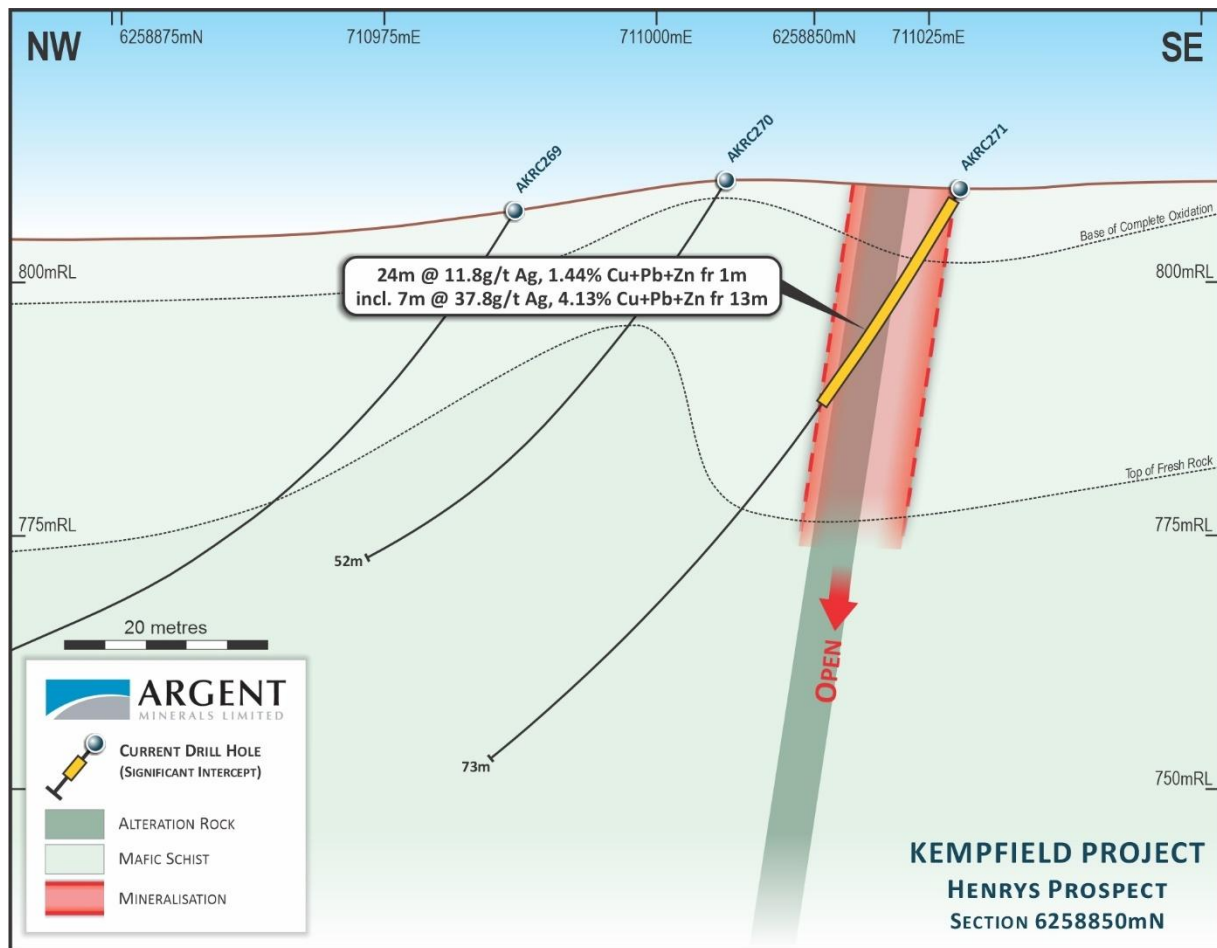 NW
6258875mN
710975mE
711000mE
6258850mN
711025mE
SE
AKRC269
AKRC270
AKRC271
Base of Complete Oxidation
800mRL
800mRL
24m @ 11.8g/t Ag, 1.44% Cu+Pb+Zn fr 1m
incl. 7m @ 37.8g/t Ag, 4.13% Cu+Pb+Zn fr 13m
Top of Fresh Rock
775mRL
775mRL
52m
20 metres
OPEN
73m
750mRL
ARGENT
MINERALS LIMITED
CURRENT DRILL HOLE
(SIGNIFICANT INTERCEPT)
ALTERATION ROCK
MAFIC SCHIST
MINERALISATION
KEMPFIELD PROJECT
HENRYS PROSPECT
SECTION 6258850mN